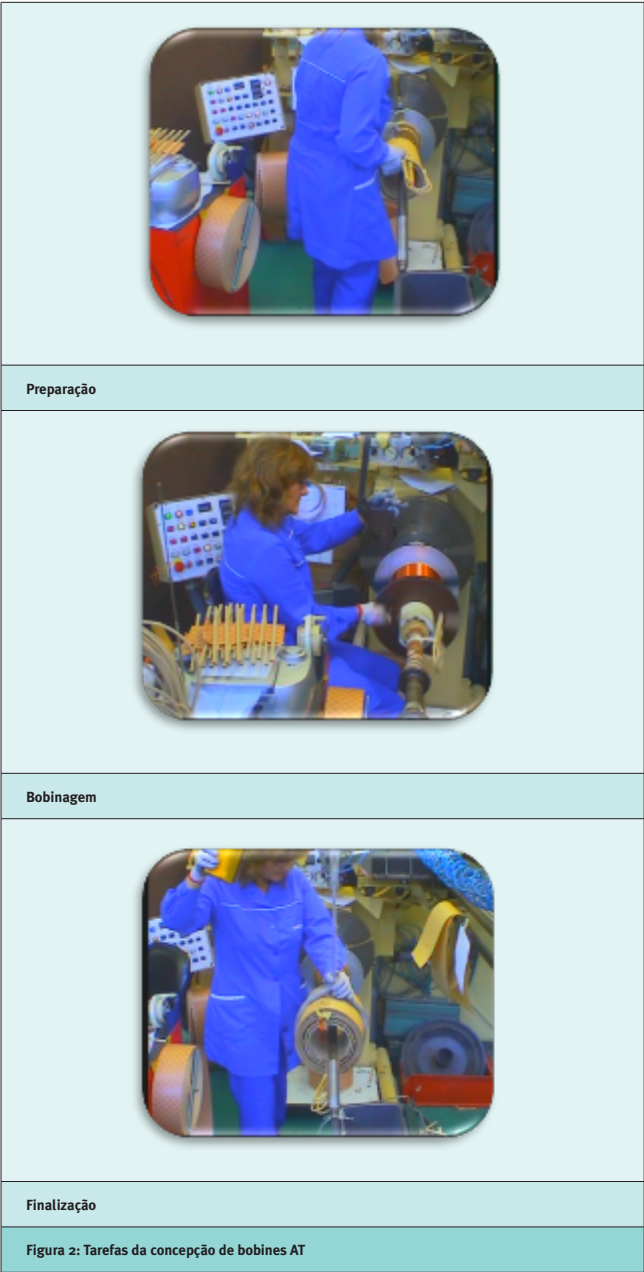 Preparação
Bobinagem
Finalização
Figura 2: Tarefas da concepção de bobines AT